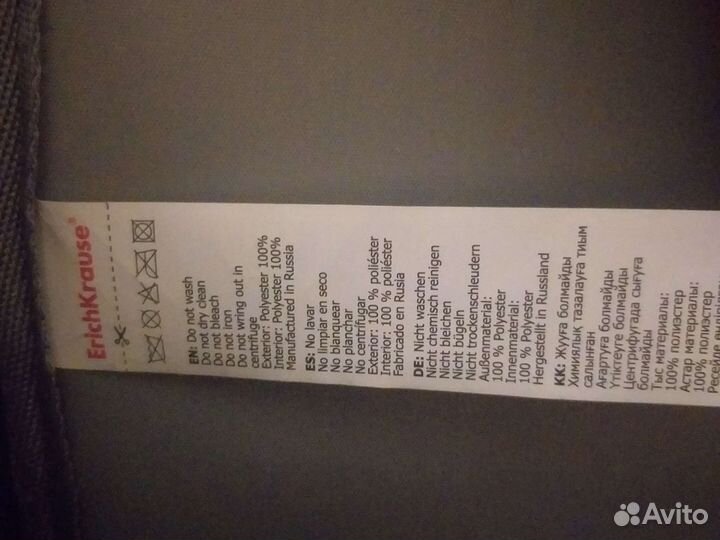 ErichKrause®
EN: Do not wash
Do not dry clean
Do not bleach
Do not iron
Do not wring out in
centrifuge
Exterior: Polyester 100%
Interior: Polyester 100%
Manufactured in Russia
ES: No lavar
No limpiar en seco
No blanquear
No planchar
No centrifugar
Exterior: 100 % poliéster
Interior: 100 % poliéster
Fabricado en Rusia
DE: Nicht waschen
Nicht chemisch reinigen
Nicht bleichen
Nicht bügeln
Nicht trockenschleudern
Außenmaterial:
100 % Polyester
Innenmaterial:
100 % Polyester
Hergestellt in Russland
KK: Жууға болмайды
Химиялық тазалауға тиым
салынған
Ағартуға болмайды
Үтіктеуге болмайды
Центрифугада сығуға
болмайды
Тыс материалы:
100% полиэстер
Астар материалы:
100% полиэстер
Ресей
Avito